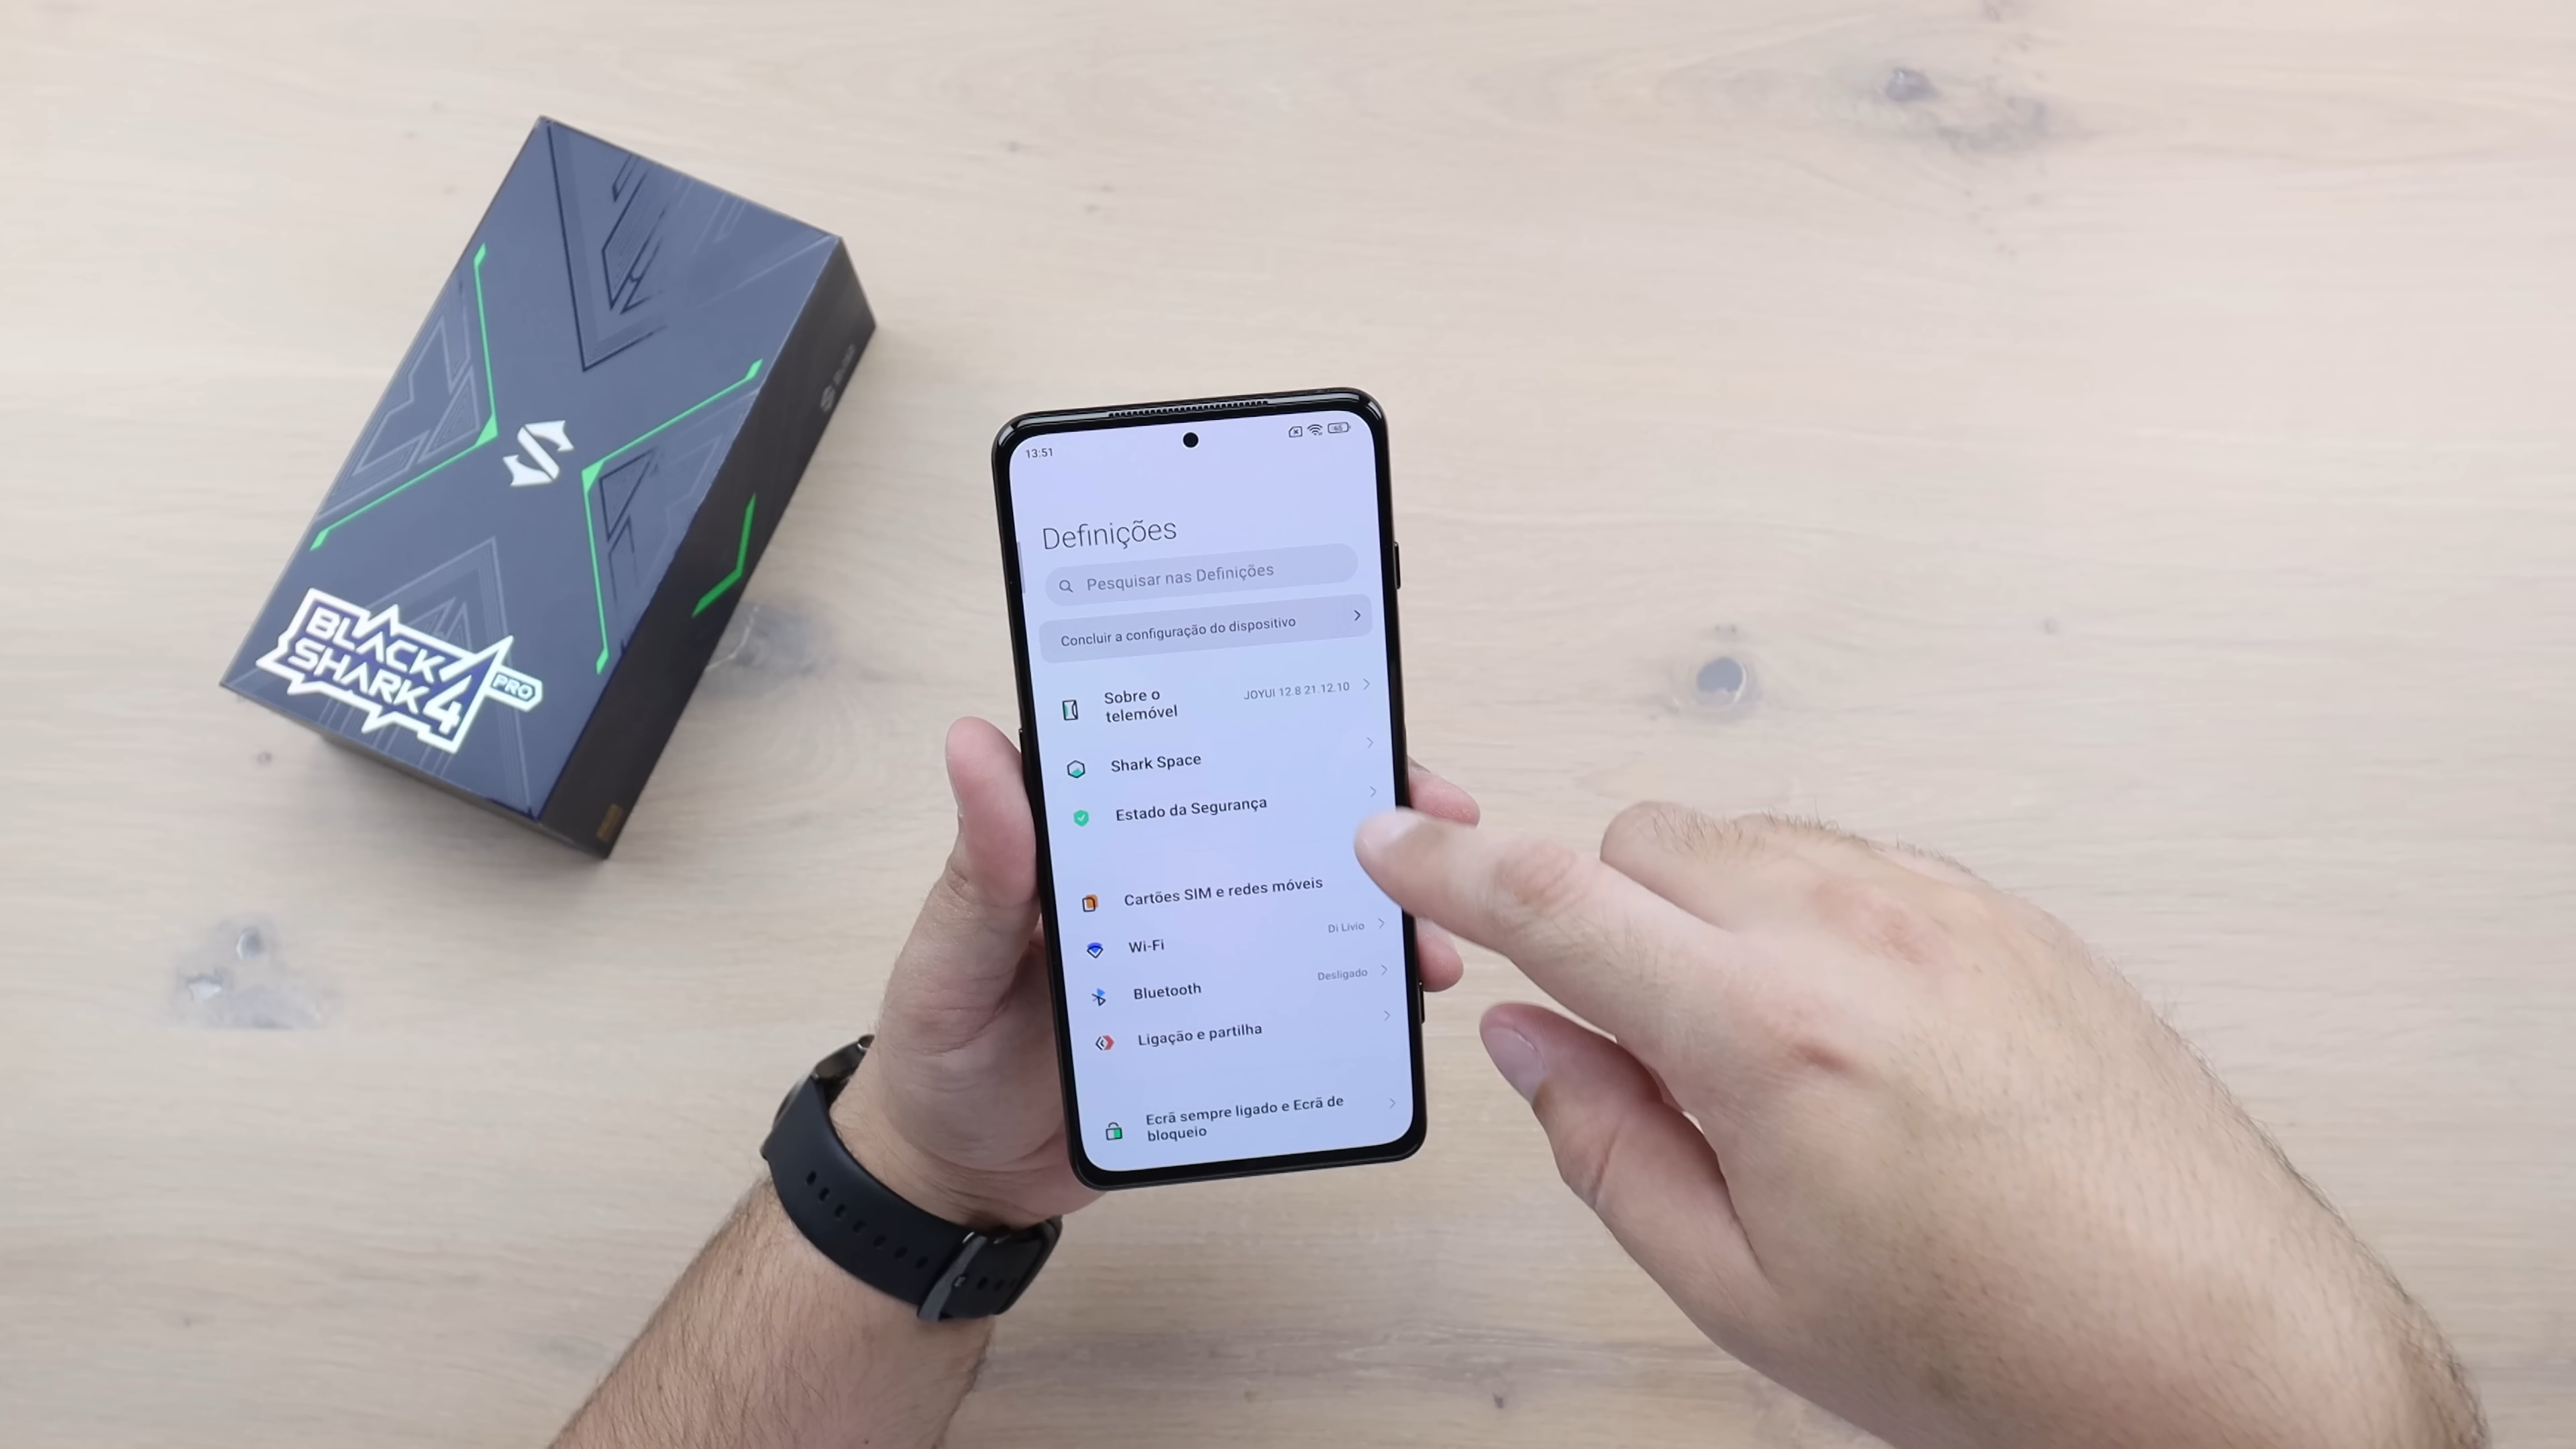 BLACK
SHARK 4 PRO
13:51
Definições
Pesquisar nas Definições
Concluir a configuração do dispositivo
Sobre o
telemóvel
JOYUI 12.8 21.12.10
Shark Space
Estado da Segurança
Cartões SIM e redes móveis
Wi-Fi
Di Livio
Bluetooth
Desligado
Ligação e partilha
Ecrã sempre ligado e Ecrã de
bloqueio